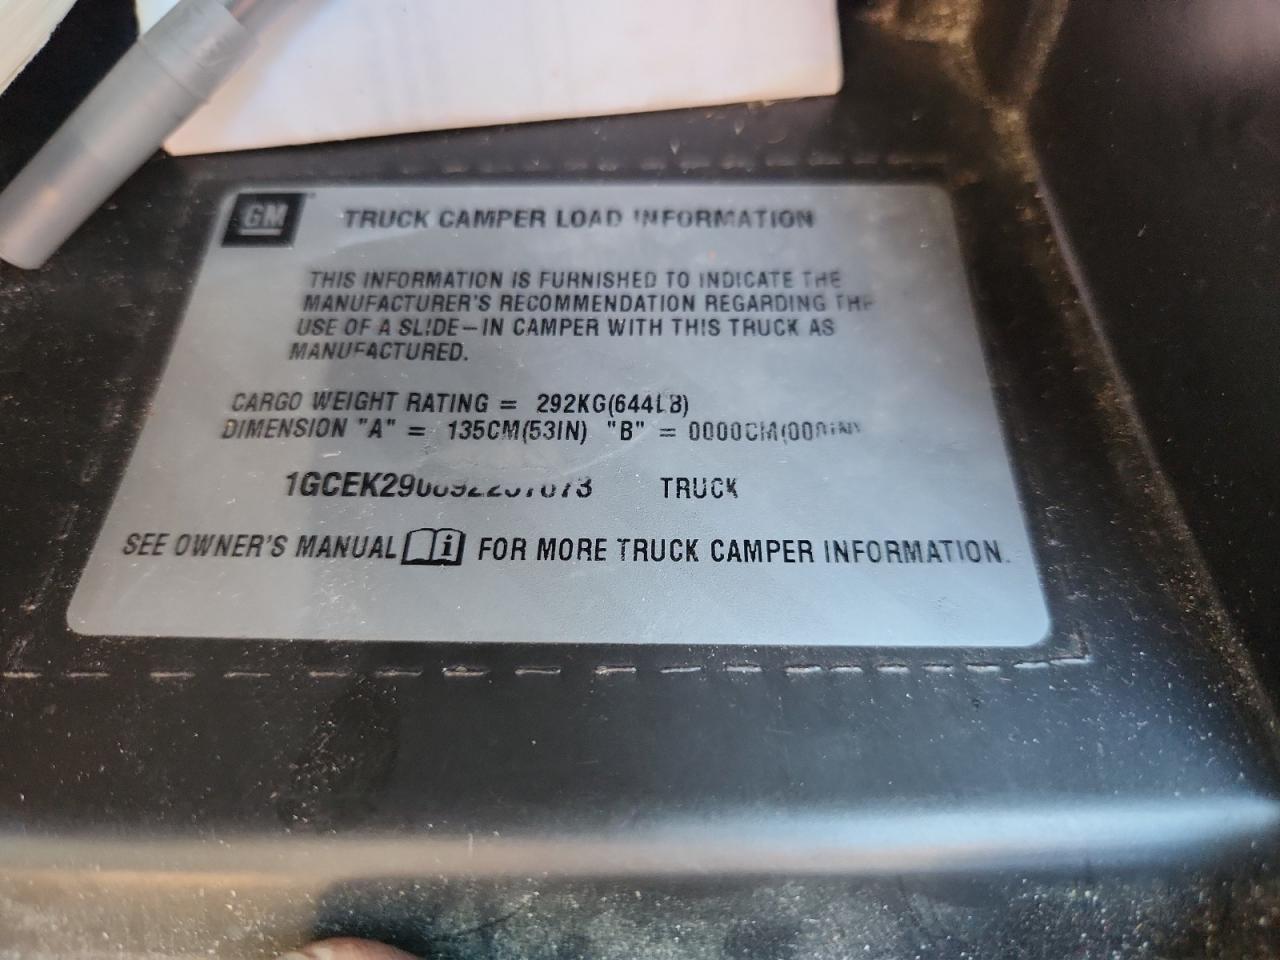 GM TRUCK CAMPER LOAD INFORMATION
THIS INFORMATION IS FURNISHED TO INDICATE THE
MANUFACTURER'S RECOMMENDATION REGARDING THE
USE OF A SLIDE-IN CAMPER WITH THIS TRUCK AS
MANUFACTURED.
CARGO WEIGHT RATING = 292KG(644LB)
DIMENSION "A" = 135CM(53IN) "B" = 0000CM(000IN)
TRUCK
SEE OWNER'S MANUAL FOR MORE TRUCK CAMPER INFORMATION.